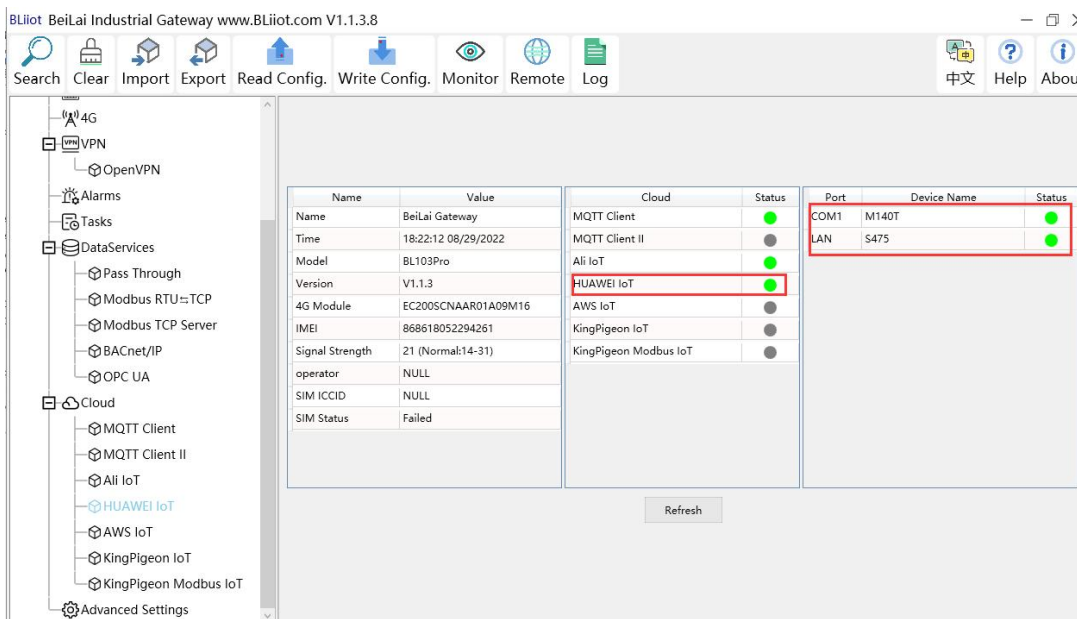 BLiiot BeiLai Industrial Gateway www.BLiiot.com V1.1.3.8
Search Clear Import Export Read Config. Write Config. Monitor Remote Log 中文 Help Abou
4G
VPN VPN
OpenVPN
Alarms
Tasks
DataServices
Pass Through
Modbus RTU⇆TCP
Modbus TCP Server
BACnet/IP
OPC UA
Cloud
MQTT Client
MQTT Client II
Ali IoT
HUAWEI IoT
AWS IoT
KingPigeon IoT
KingPigeon Modbus IoT
Advanced Settings
Name Value
Name BeiLai Gateway
Time 18:22:12 08/29/2022
Model BL103Pro
Version V1.1.3
4G Module EC200SCNAAR01A09M16
IMEI 868618052294261
Signal Strength 21 (Normal:14-31)
operator NULL
SIM ICCID NULL
SIM Status Failed
Cloud Status
MQTT Client
MQTT Client II
Ali IoT
HUAWEI IoT
AWS IoT
KingPigeon IoT
KingPigeon Modbus IoT
Port Device Name Status
COM1 M140T
LAN S475
Refresh